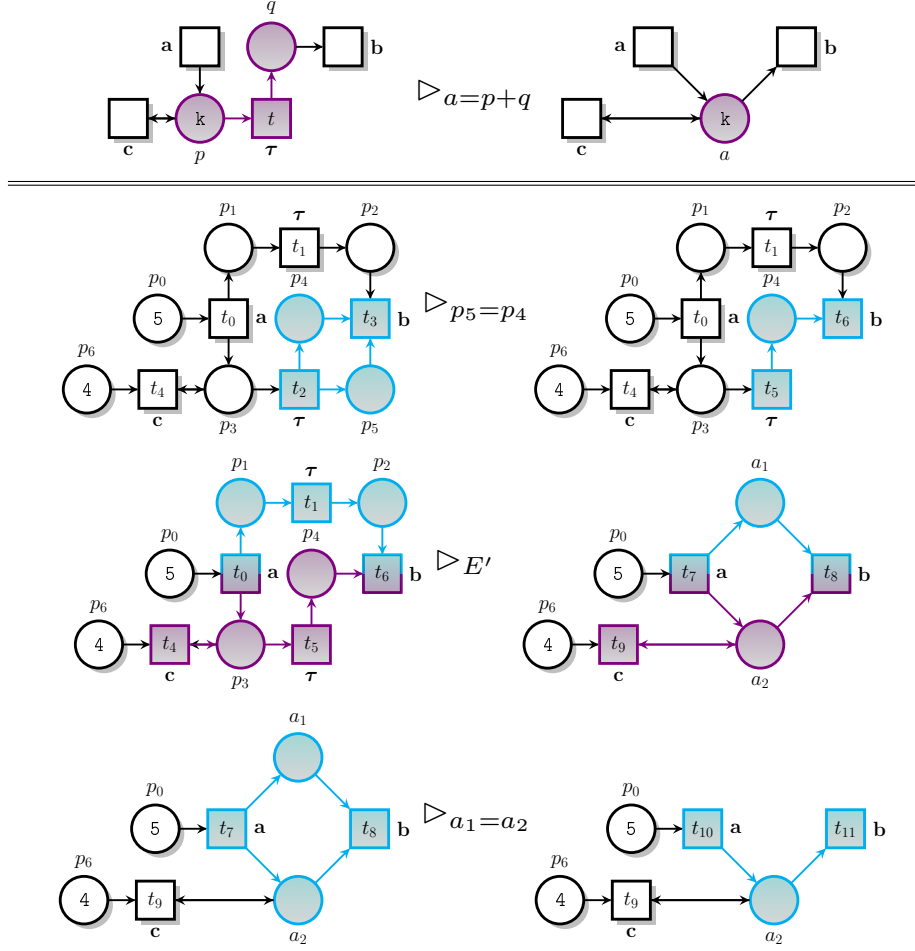 q
a b
k t ▷a=p+q k
c p τ c a
a b
p1 τ p2 p1 τ p2
t1 t1
p0 p4 p0 p4
5 t0 a t3 b ▷p5=p4 5 t0 a t6 b
p6 p6
4 t4 t2 4 t4 t5
c p3 τ p5 c p3 τ
p1 τ p2 a1
t1
p0 p4 p0
5 t0 a t6 b ▷E′ 5 t7 a t8 b
p6 p6
4 t4 t5 4 t9
c p3 τ c a2
a1
p0 p0
5 t7 a t8 b ▷a1=a2 5 t10 a t11 b
p6 p6
4 t9 4 t9
c a2 c a2